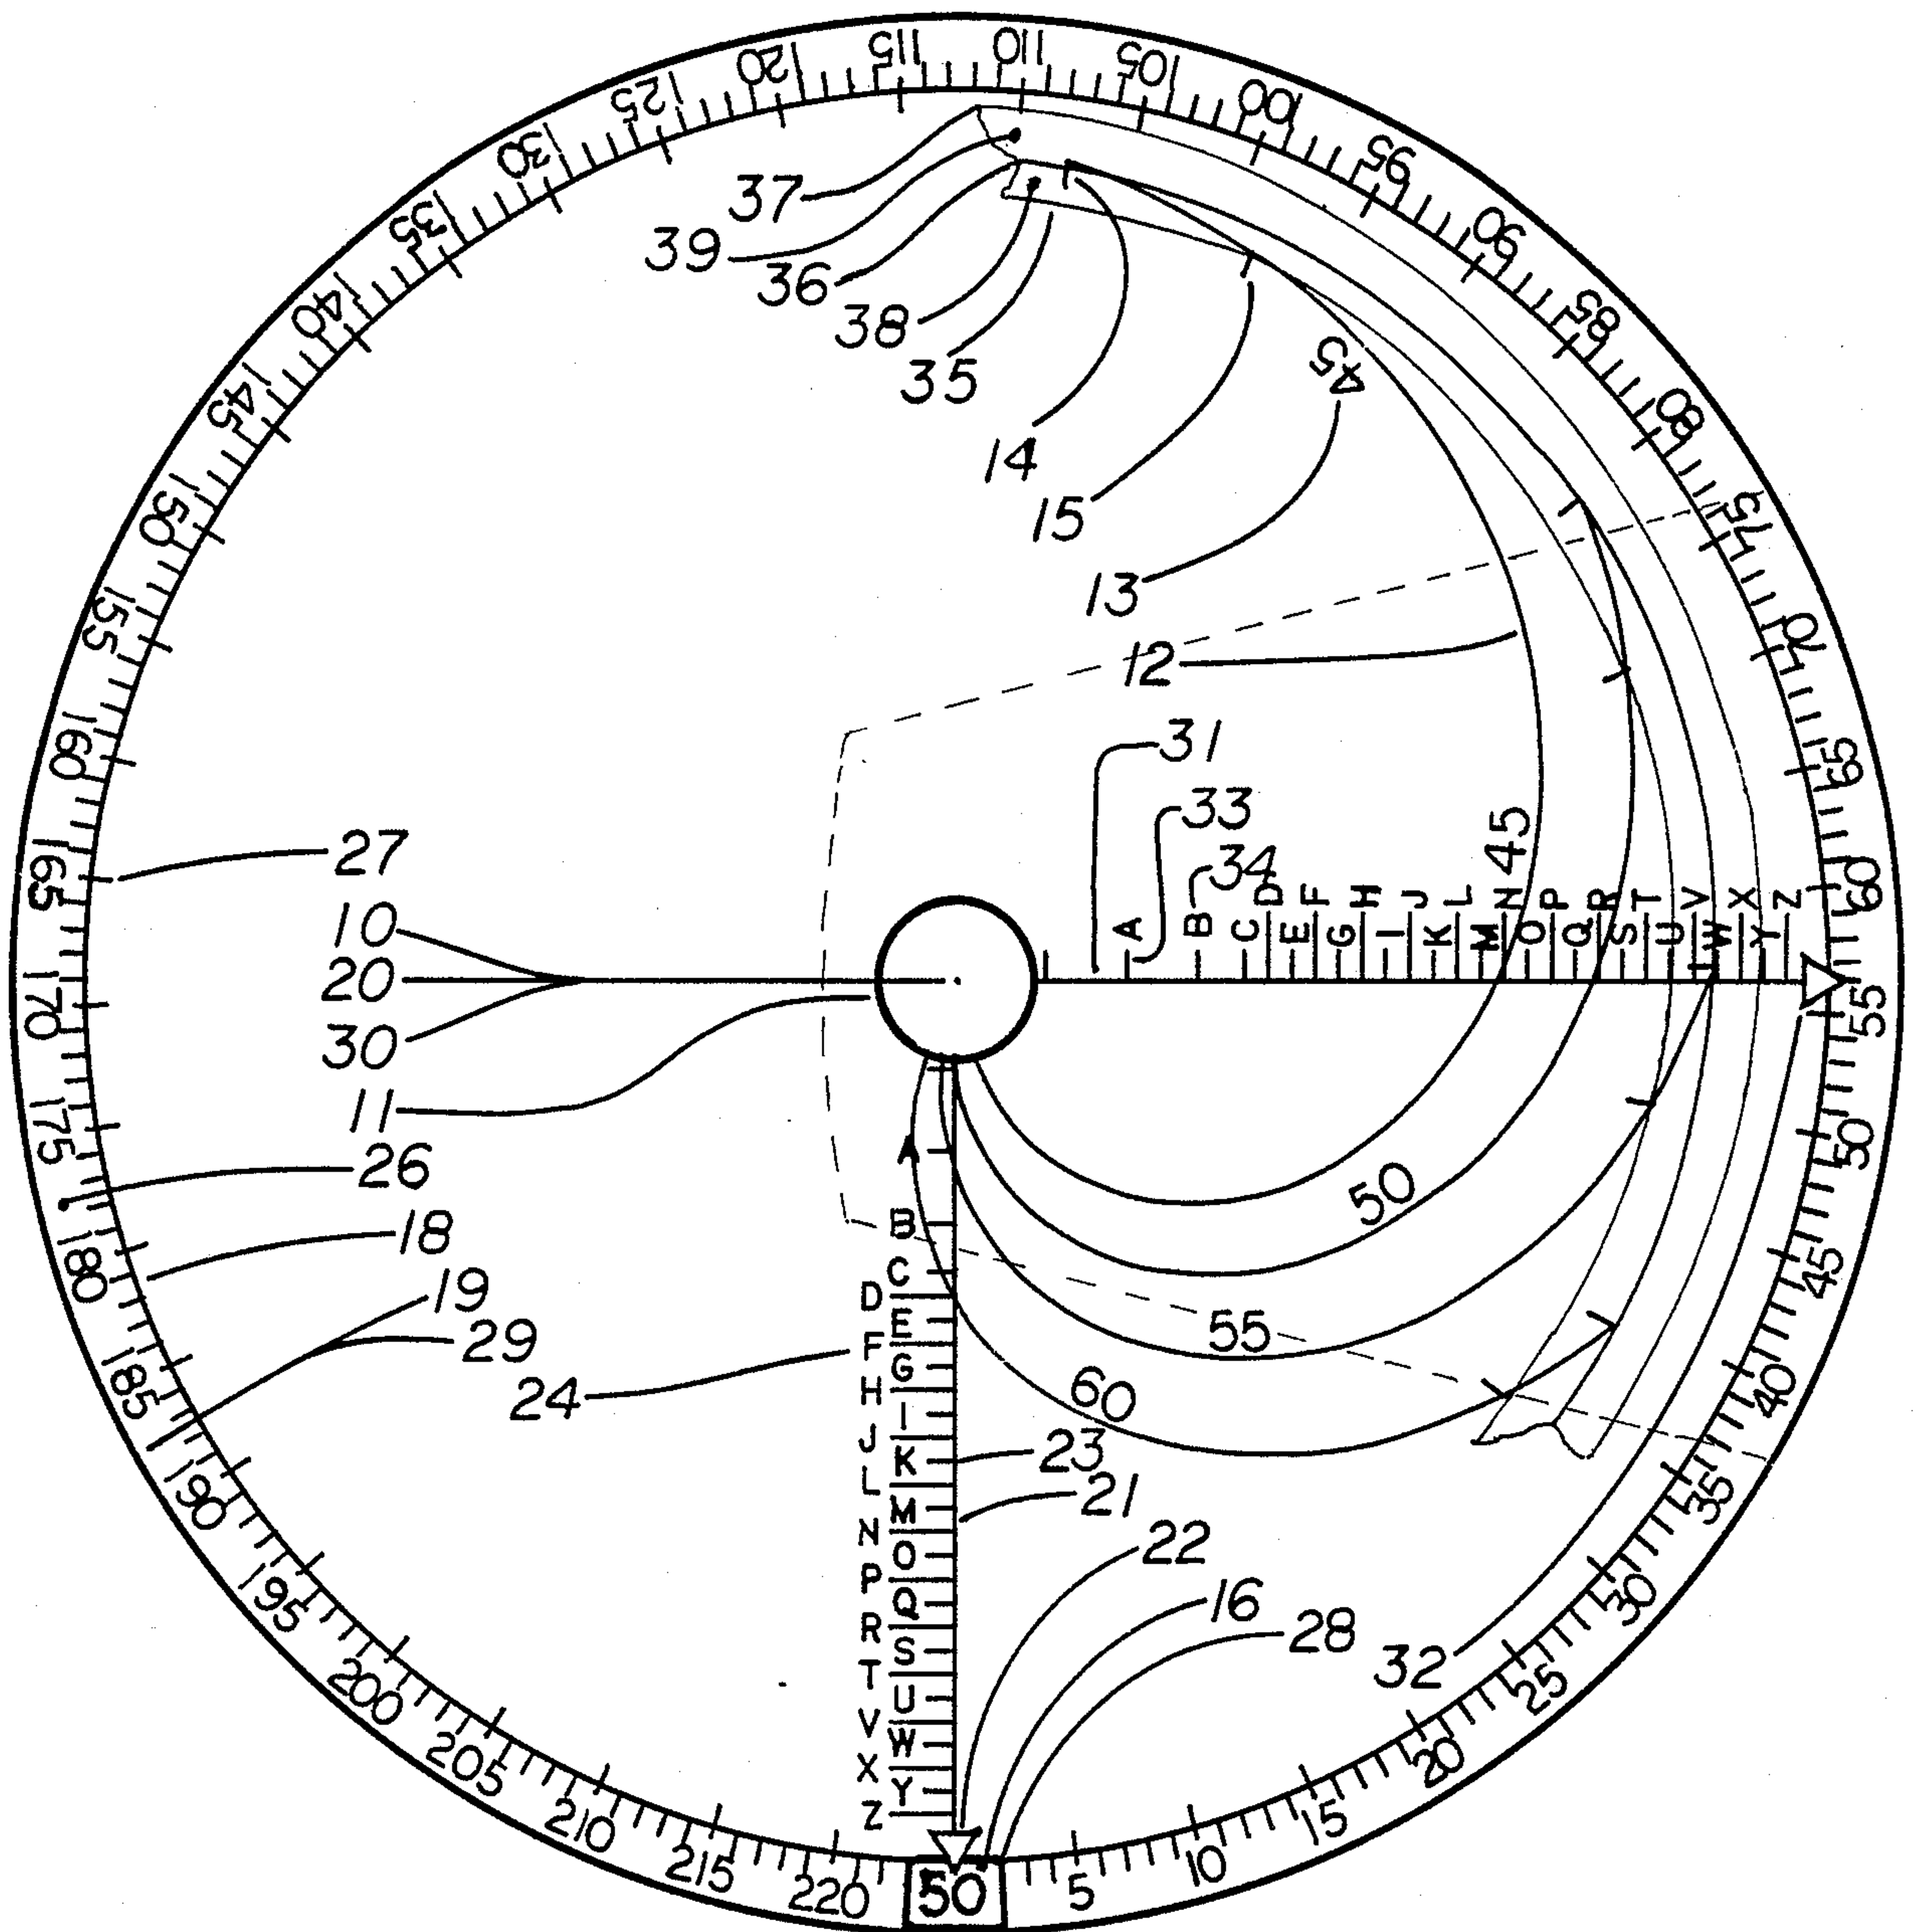 50
5
10
15
20
25
30
35
40
45
50
55
60
65
70
75
80
85
90
95
100
105
110
115
120
125
130
135
140
145
150
155
160
165
170
175
180
185
190
195
200
205
210
215
220
37
39
36
38
35
14
15
45
13
12
31
33
34
27
10
20
30
11
26
18
19
29
24
23
21
22
16
28
32
45
50
55
60
A B C D E F G H I J K L M N O P Q R S T U V W X Y Z
A
B
C
D
E
F
G
H
I
J
K
L
M
N
O
P
Q
R
S
T
U
V
W
X
Y
Z